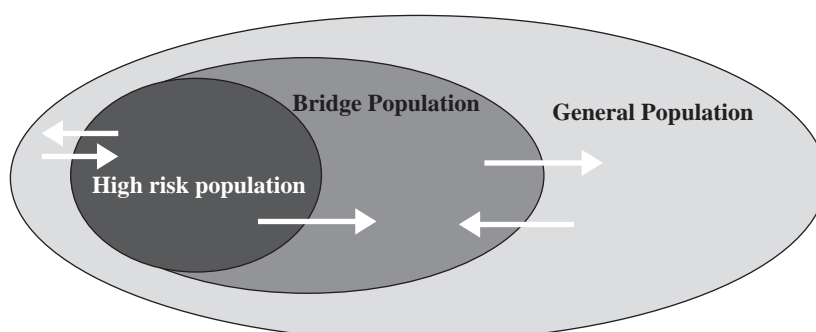 Bridge Population
General Population
High risk population